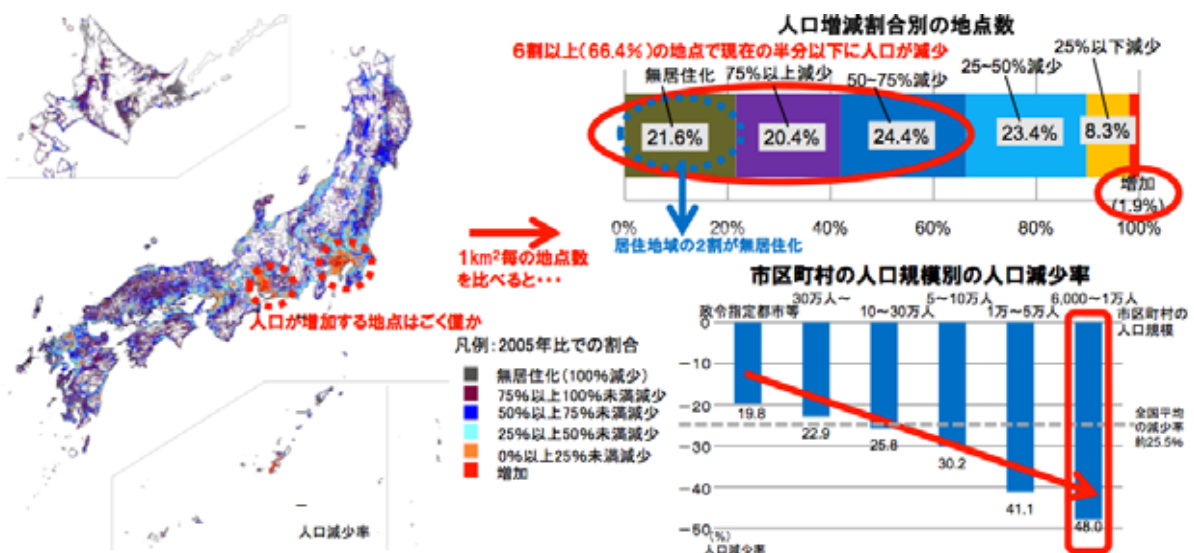 人口増減割合別の地点数
6割以上(66.4%)の地点で現在の半分以下に人口が減少
無居住化
75%以上減少
50~75%減少
25~50%減少
25%以下減少
21.6%
20.4%
24.4%
23.4%
8.3%
増加
(1.9%)
0%
20%
40%
60%
80%
100%
居住地域の2割が無居住化
1km²毎の地点数
を比べると・・・
人口が増加する地点はごく僅か
凡例:2005年比での割合
無居住化(100%減少)
75%以上100%未満減少
50%以上75%未満減少
25%以上50%未満減少
0%以上25%未満減少
増加
人口減少率
市区町村の人口規模別の人口減少率
政令指定都市等
30万人~
10~30万人
5~10万人
1万~5万人
6,000~1万人
市区町村の
人口規模
0
-10
-20
-30
-40
-50
(%)
人口減少率
19.8
22.9
25.8
30.2
41.1
48.0
全国平均
の減少率
約25.5%